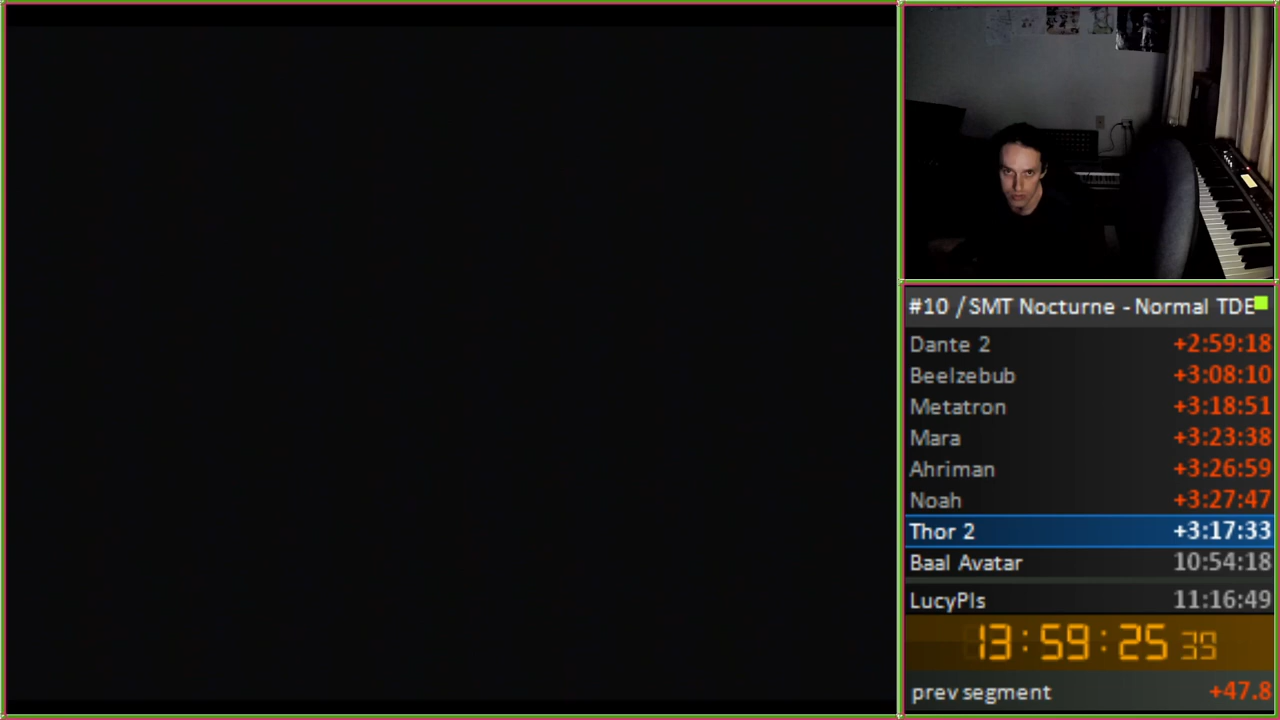 #10 / SMT Nocturne - Normal TDE
Dante 2 +2:59:18
Beelzebub +3:08:10
Metatron +3:18:51
Mara +3:23:38
Ahriman +3:26:59
Noah +3:27:47
Thor 2 +3:17:33
Baal Avatar 10:54:18
LucyPls 11:16:49
13:59:25 39
prev segment +47.8